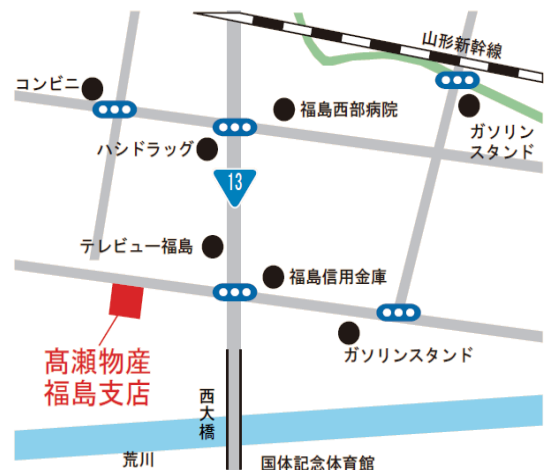 山形新幹線
コンビニ
福島西部病院
ガソリン
スタンド
ハシドラッグ
13
テレビュー福島
福島信用金庫
髙瀬物産
福島支店
ガソリンスタンド
西大橋
荒川
国体記念体育館